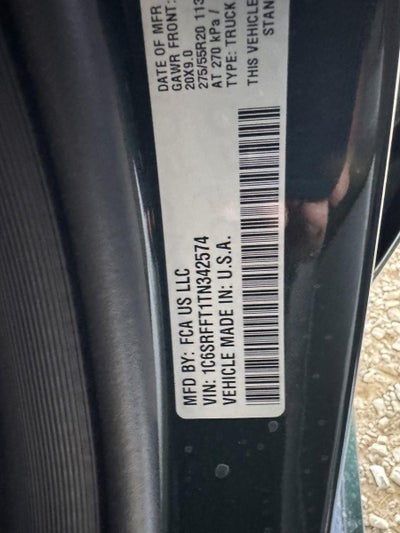 DATE OF MFR
GAWR FRONT:
20X9.0
275/55R20 113
AT 270 kPa /
TYPE: TRUCK
THIS VEHICLE
STAN
MFD BY: FCA US LLC
VIN: 1C6SRFFT1TN342574
VEHICLE MADE IN: U.S.A.